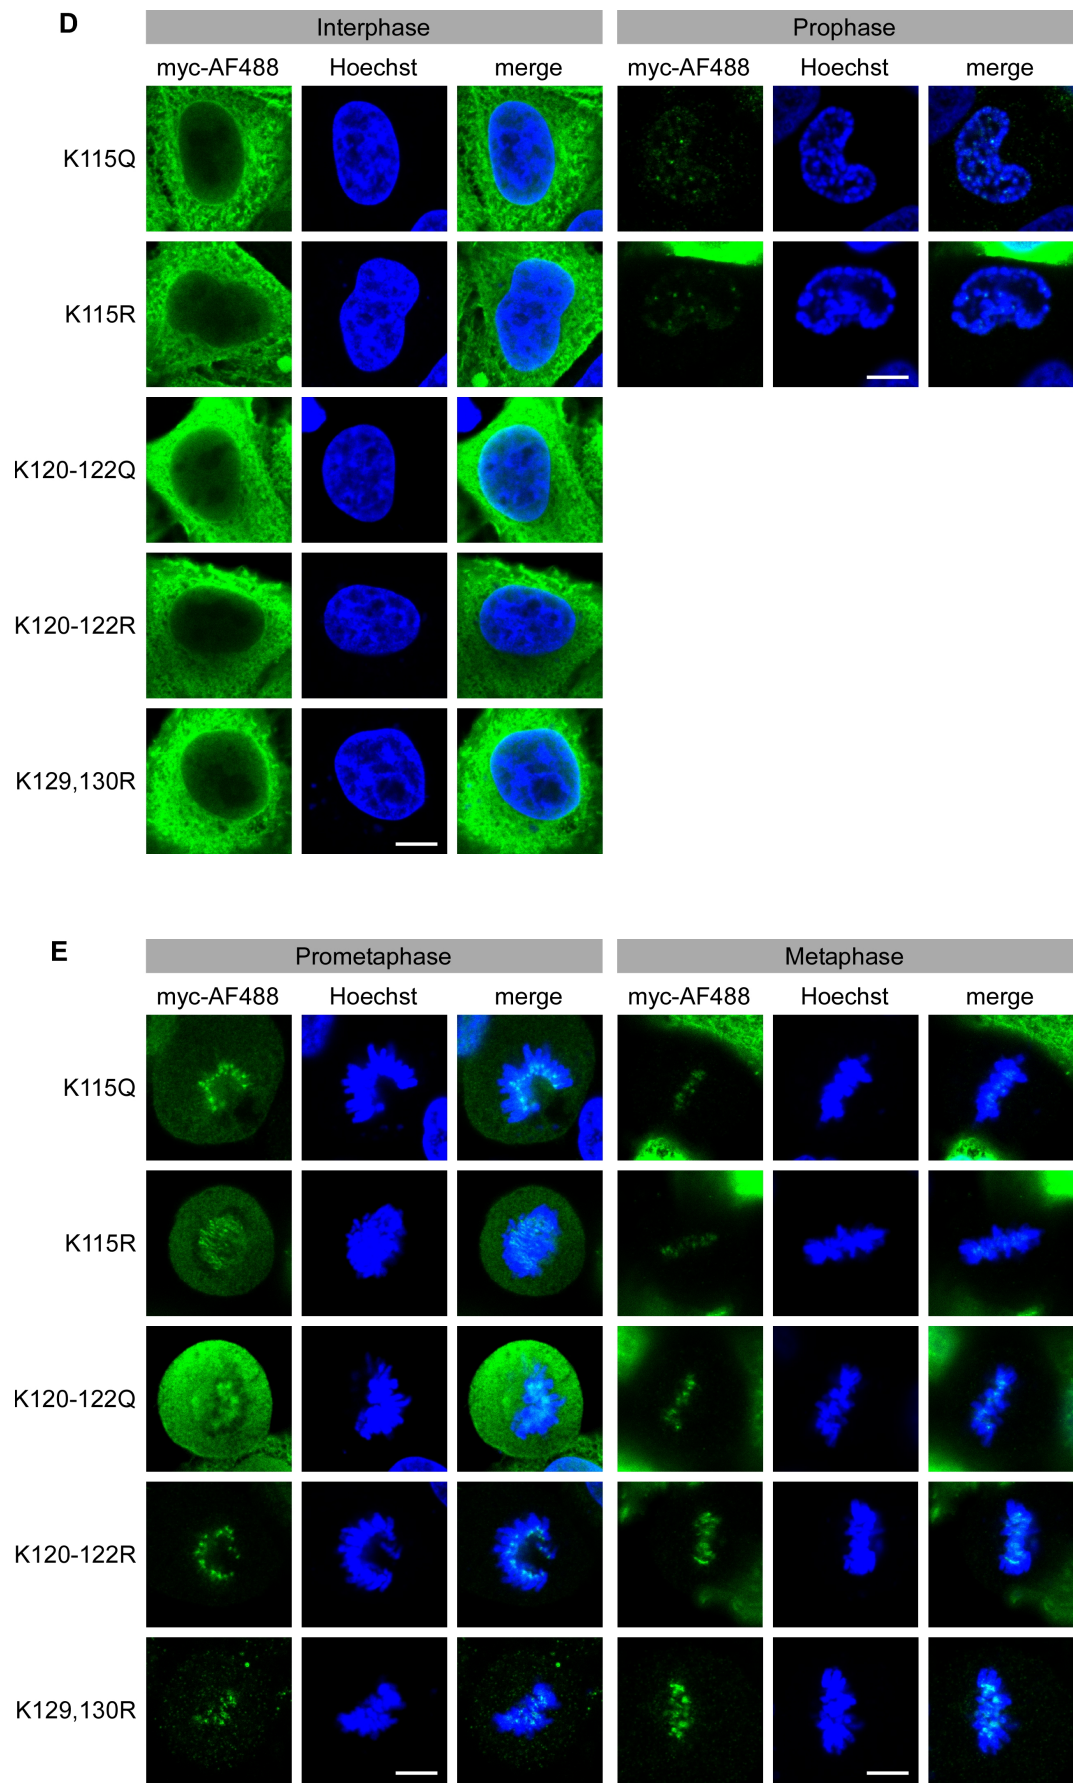 D
Interphase Prophase
myc-AF488 Hoechst merge myc-AF488 Hoechst merge
K115Q
K115R
K120-122Q
K120-122R
K129,130R
E
Prometaphase Metaphase
myc-AF488 Hoechst merge myc-AF488 Hoechst merge
K115Q
K115R
K120-122Q
K120-122R
K129,130R